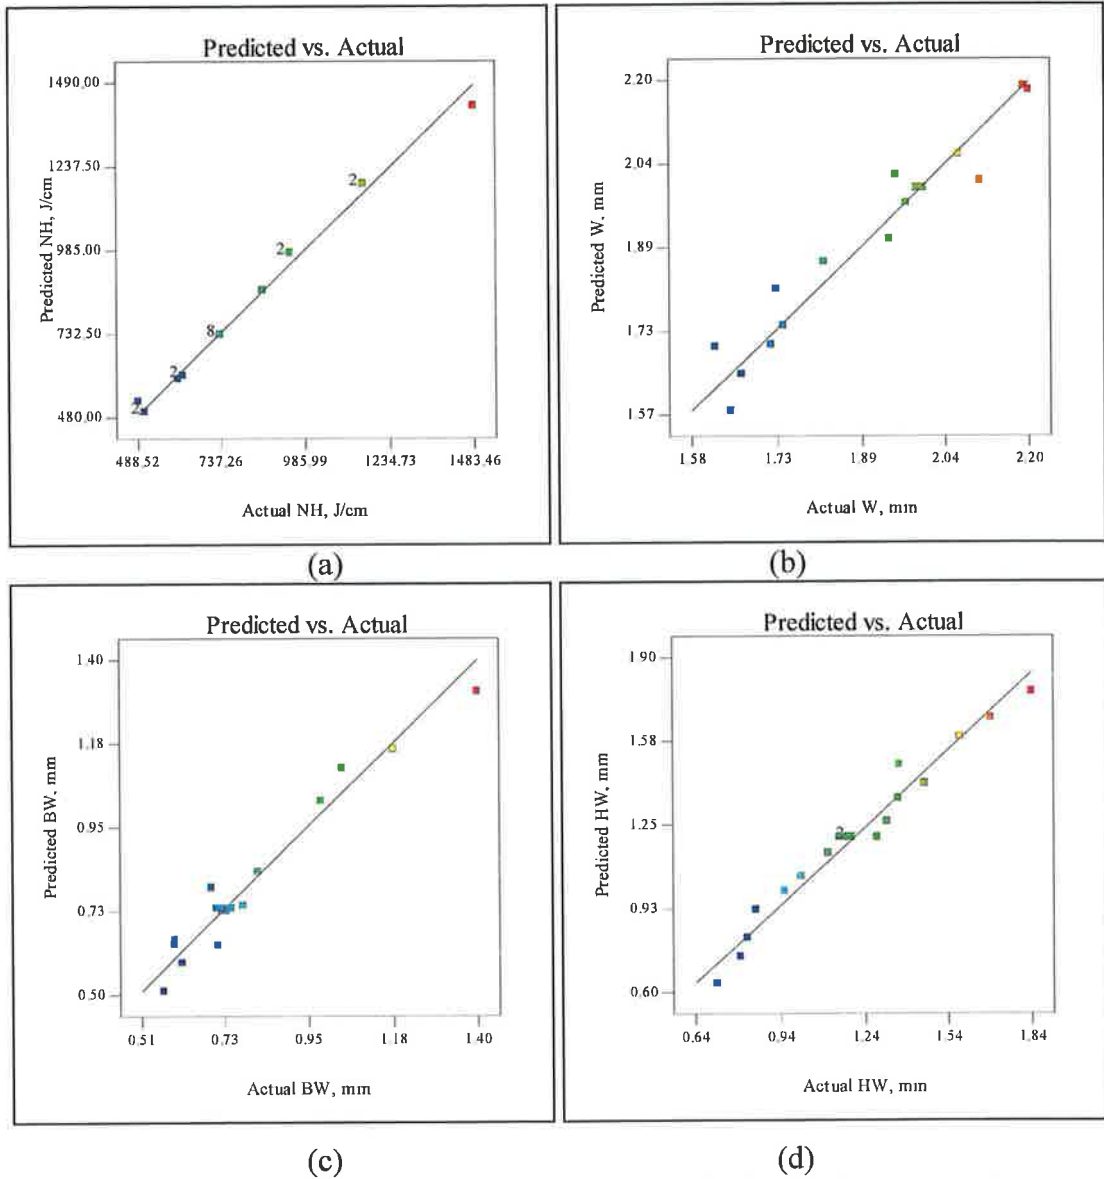 Predicted vs. Actual
1490.00
1237.50
985.00
732.50
480.00
Predicted NH, J/cm
2
2
8
2
2
488.52 737.26 985.99 1234.73 1483.46
Actual NH, J/cm
(a)
Predicted vs. Actual
2.20
2.04
1.89
1.73
1.57
Predicted W, mm
1.58 1.73 1.89 2.04 2.20
Actual W, mm
(b)
Predicted vs. Actual
1.40
1.18
0.95
0.73
0.50
Predicted BW, mm
0.51 0.73 0.95 1.18 1.40
Actual BW, mm
(c)
Predicted vs. Actual
1.90
1.58
1.25
0.93
0.60
Predicted HW, mm
2
0.64 0.94 1.24 1.54 1.84
Actual HW, mm
(d)